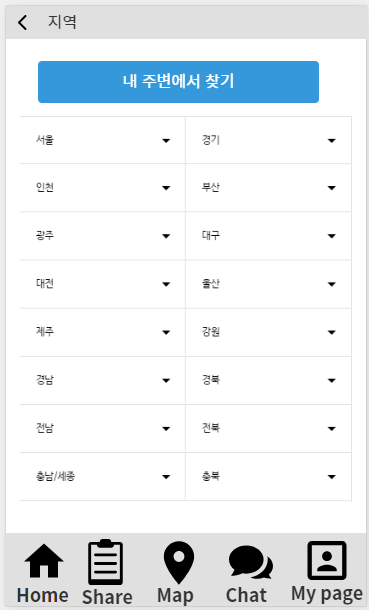 지역
내 주변에서 찾기
서울 경기
인천 부산
광주 대구
대전 울산
제주 강원
경남 경북
전남 전북
충남/세종 충북
Home Share Map Chat My page